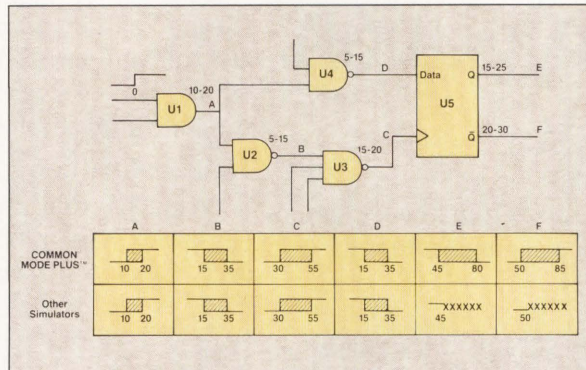 5-15
U4
D
Data
Q
15-25
E
0
10-20
U1
A
U5
5-15
C
Q̄
20-30
F
U2
B
15-20
U3
A B C D E F
COMMON MODE PLUS™
10 20 15 35 30 55 15 35 45 80 50 85
Other Simulators
10 20 15 35 30 55 15 35 45 XXXXXX 50 XXXXXX